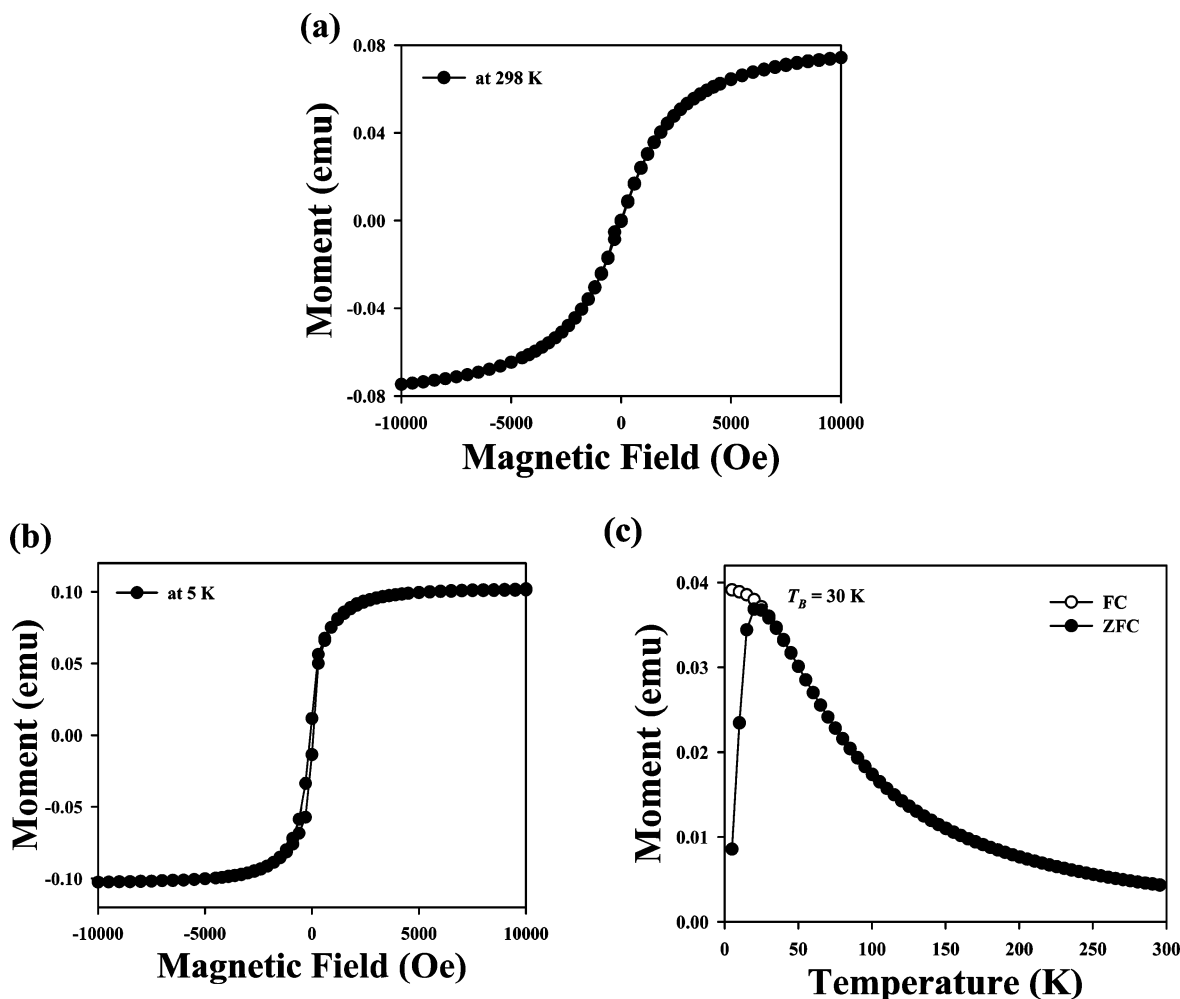 (a)
0.08
0.04
0.00
-0.04
-0.08
Moment (emu)
at 298 K
-10000
-5000
0
5000
10000
Magnetic Field (Oe)
(b)
0.10
0.05
0.00
-0.05
-0.10
Moment (emu)
at 5 K
-10000
-5000
0
5000
10000
Magnetic Field (Oe)
(c)
0.04
0.03
0.02
0.01
0.00
Moment (emu)
T_B = 30 K
FC
ZFC
0
50
100
150
200
250
300
Temperature (K)